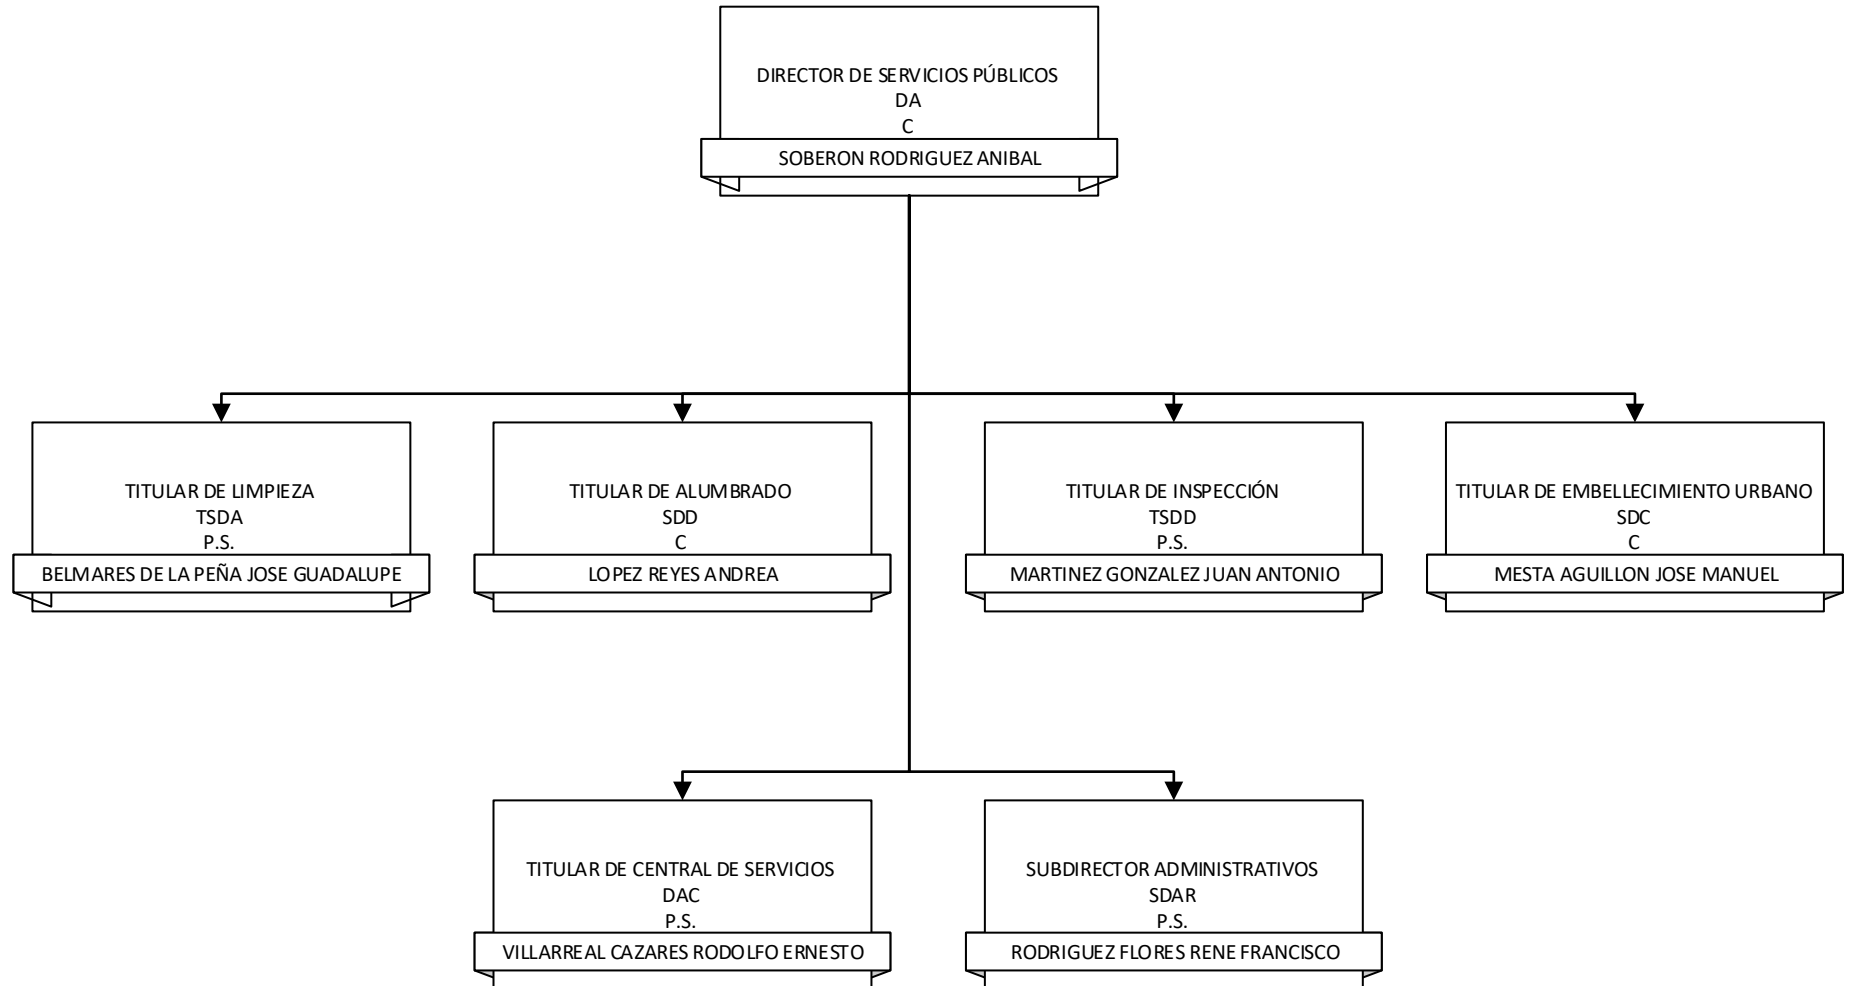 DIRECTOR DE SERVICIOS PÚBLICOS
DA
C
SOBERON RODRIGUEZ ANIBAL
TITULAR DE LIMPIEZA
TSDA
P.S.
BELMARES DE LA PEÑA JOSE GUADALUPE
TITULAR DE ALUMBRADO
SDD
C
LOPEZ REYES ANDREA
TITULAR DE INSPECCIÓN
TSDD
P.S.
MARTINEZ GONZALEZ JUAN ANTONIO
TITULAR DE EMBELLECIMIENTO URBANO
SDC
C
MESTA AGUILLON JOSE MANUEL
TITULAR DE CENTRAL DE SERVICIOS
DAC
P.S.
VILLARREAL CAZARES RODOLFO ERNESTO
SUBDIRECTOR ADMINISTRATIVOS
SDAR
P.S.
RODRIGUEZ FLORES RENE FRANCISCO